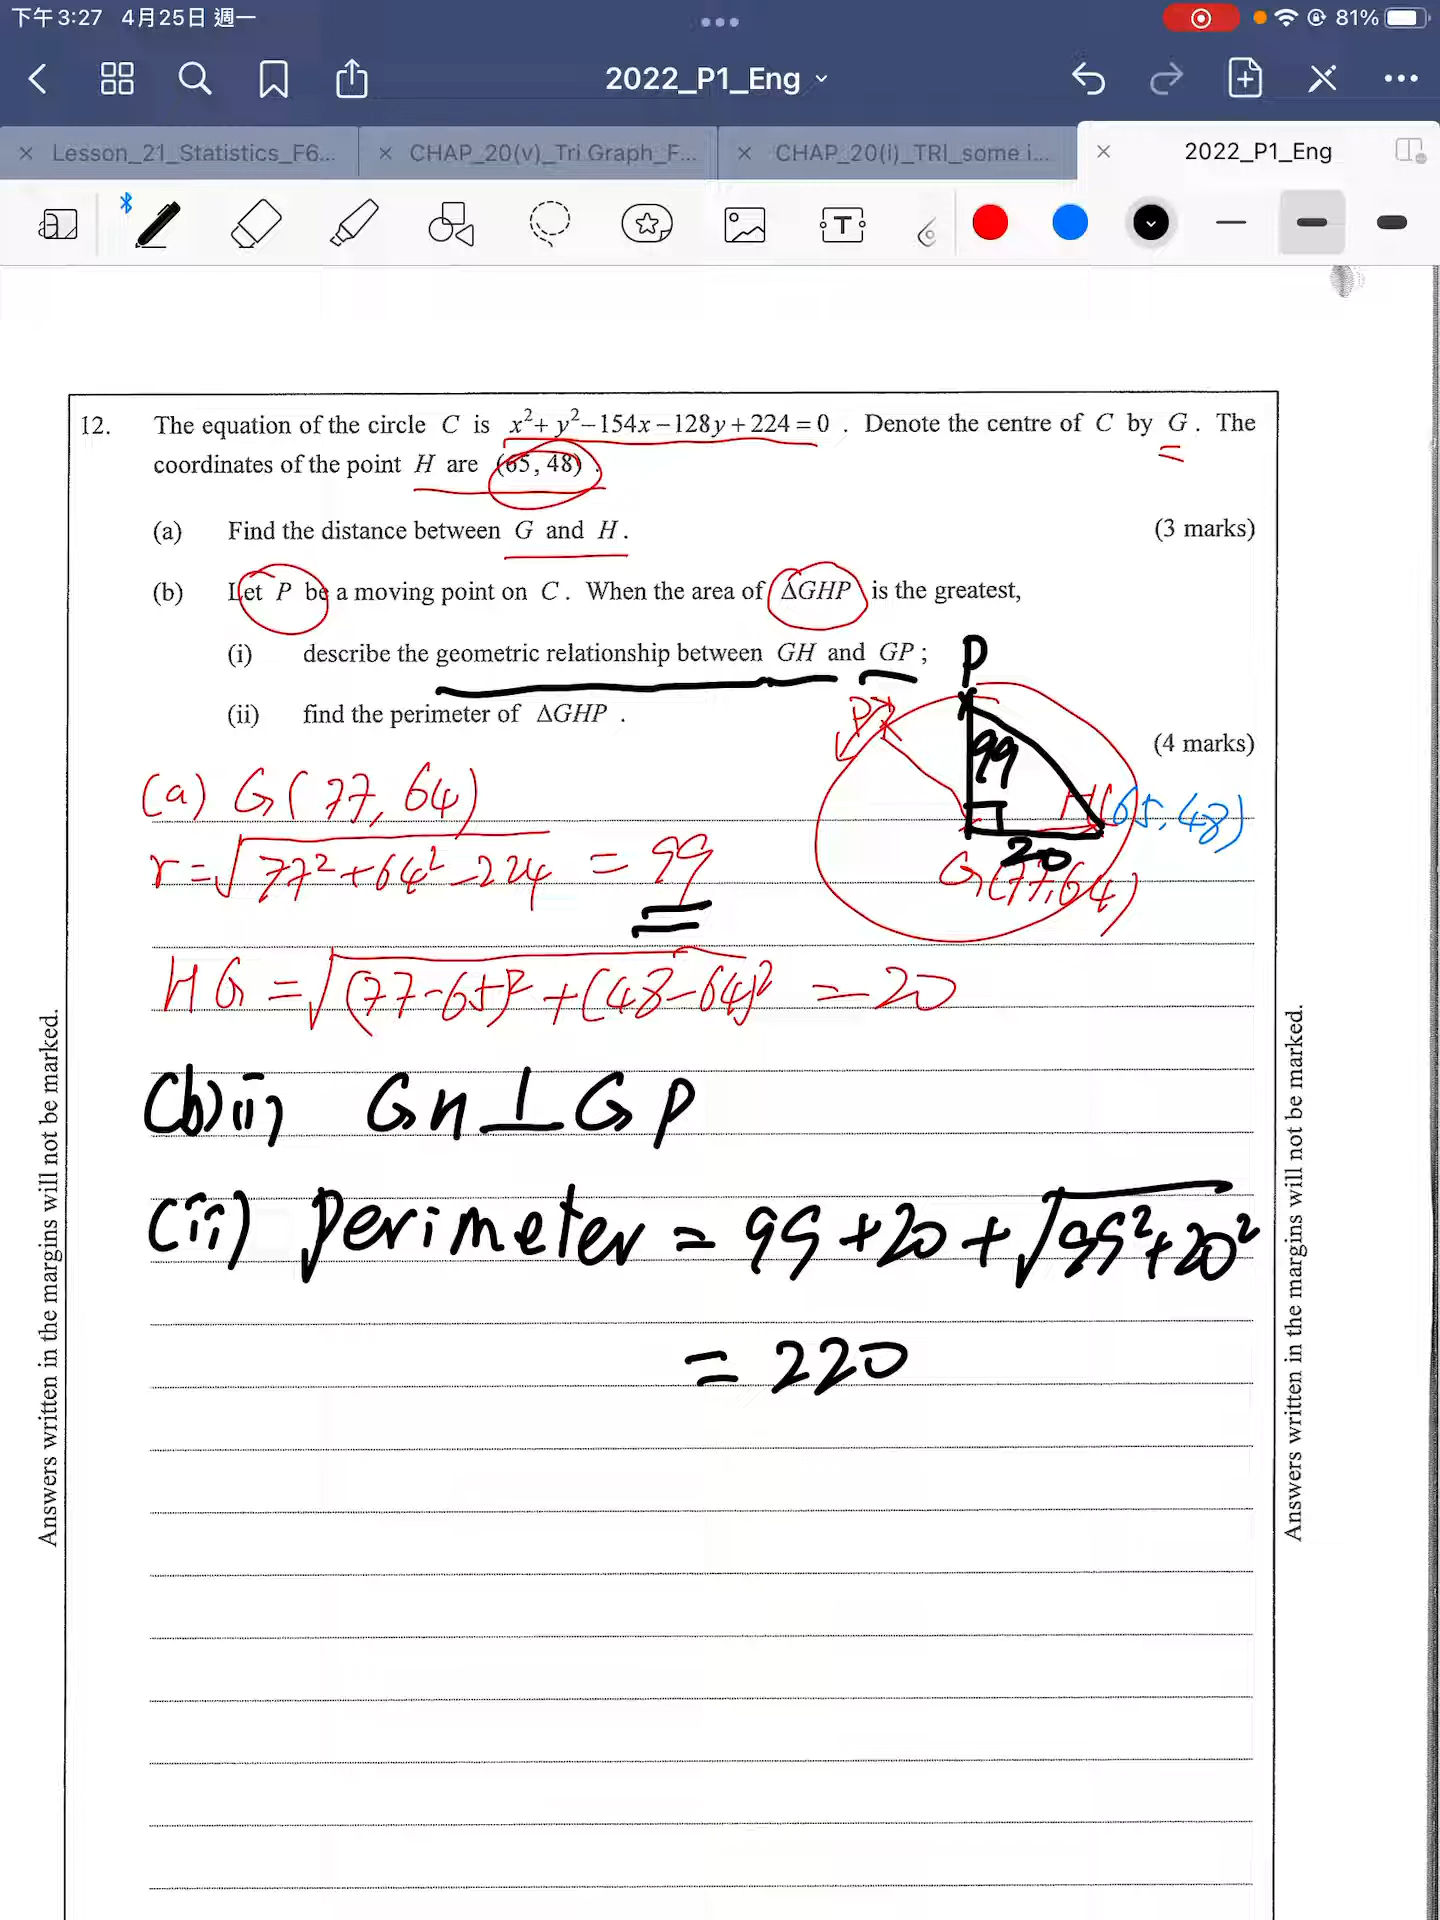 下午3:27 4月25日 週一
81%
2022_P1_Eng
Lesson_21_Statistics_F6...
CHAP_20(v)_Tri Graph_F...
CHAP_20(i)_TRI_some i...
2022_P1_Eng
12. The equation of the circle C is x²+y²−154x−128y+224=0 . Denote the centre of C by G . The
coordinates of the point H are (65, 48) .
(a) Find the distance between G and H . (3 marks)
(b) Let P be a moving point on C . When the area of ΔGHP is the greatest,
(i) describe the geometric relationship between GH and GP ;
(ii) find the perimeter of ΔGHP .
(4 marks)
P
P
99
H(65, 48)
20
G(77,64)
(a) G(77, 64)
r=√77²+64²−224 = 99
HG=√(77−65)²+(48−64)² = 20
(b)(i) GH⊥GP
(ii) Perimeter = 99+20+√99²+20²
= 220
Answers written in the margins will not be marked.
Answers written in the margins will not be marked.